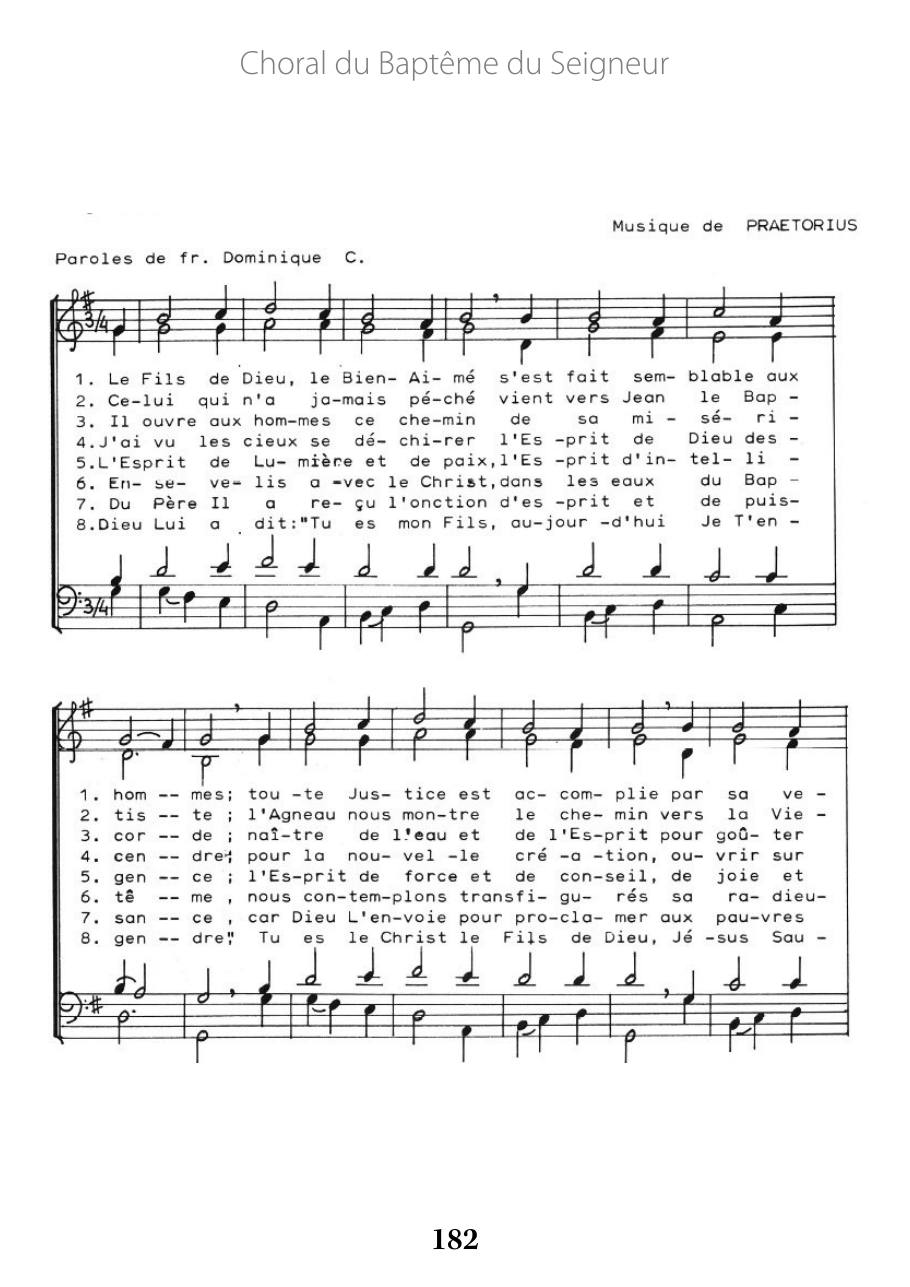 Choral du Baptême du Seigneur
Musique de PRAETORIUS
Paroles de fr. Dominique C.
3/4
1. Le Fils de Dieu, le Bien- Ai- mé s'est fait sem- blable aux
2. Ce-lui qui n'a ja-mais pé-ché vient vers Jean le Bap -
3. Il ouvre aux hom-mes ce che-min de sa mi - sé- ri -
4.J'ai vu les cieux se dé- chi-rer l'Es -prit de Dieu des -
5.L'Esprit de Lu- mière et de paix,l'Es -prit d'in- tel- li -
6. En- se- ve- lis a -vec le Christ,dans les eaux du Bap -
7. Du Père Il a re- çu l'onction d'es -prit et de puis-
8.Dieu Lui a dit:"Tu es mon Fils, au-jour -d'hui Je T'en -
3/4
1. hom -- mes; tou -te Jus- tice est ac- com- plie par sa ve -
2. tis -- te ; l'Agneau nous mon-tre le che-min vers la Vie -
3. cor -- de ; naî-tre de l'eau et de l'Es-prit pour goû- ter
4. cen -- dre; pour la nou- vel -le cré -a -tion, ou- vrir sur
5. gen -- ce ; l'Es-prit de force et de con-seil, de joie et
6. tê -- me , nous con-tem-plons transfi- gu- rés sa ra- dieu-
7. san -- ce , car Dieu L'en-voie pour pro-cla- mer aux pau-vres
8. gen -- dre" Tu es le Christ le Fils de Dieu, Jé -sus Sau -
182